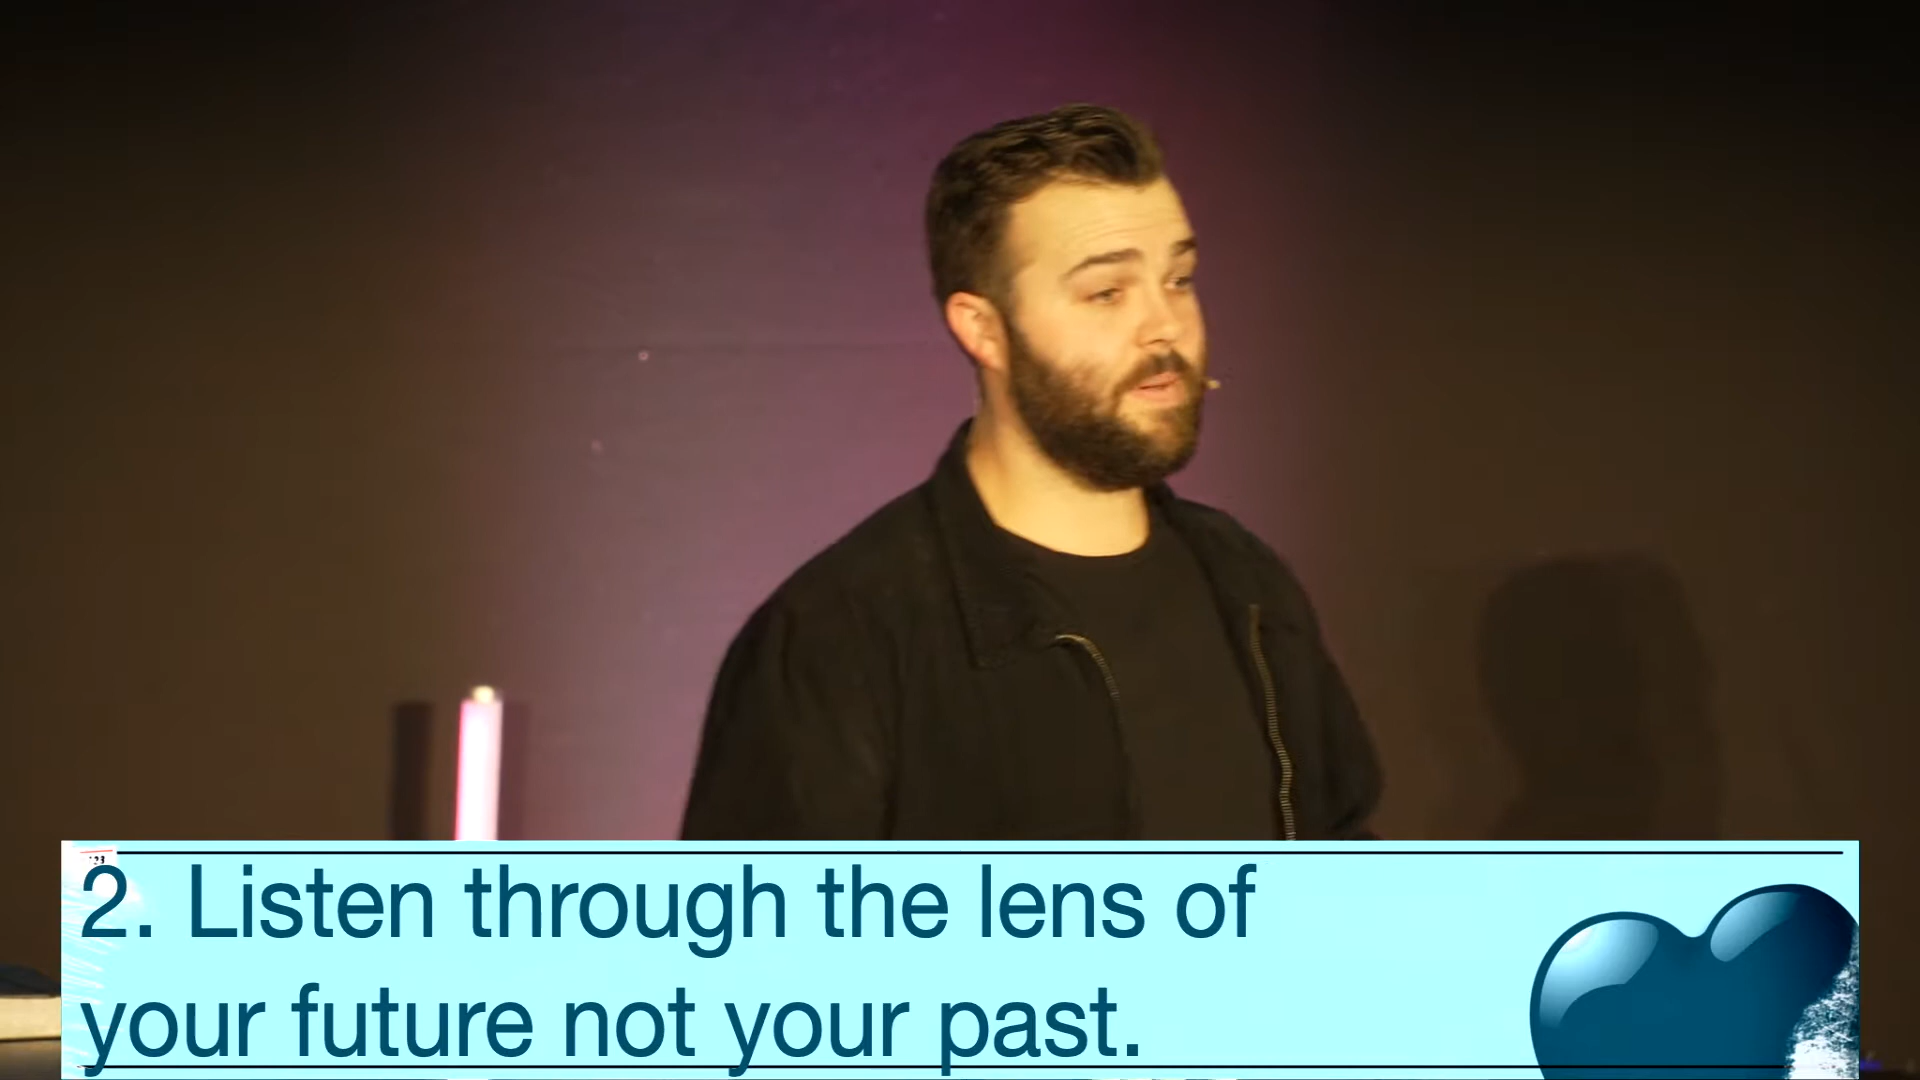 2. Listen through the lens of
your future not your past.